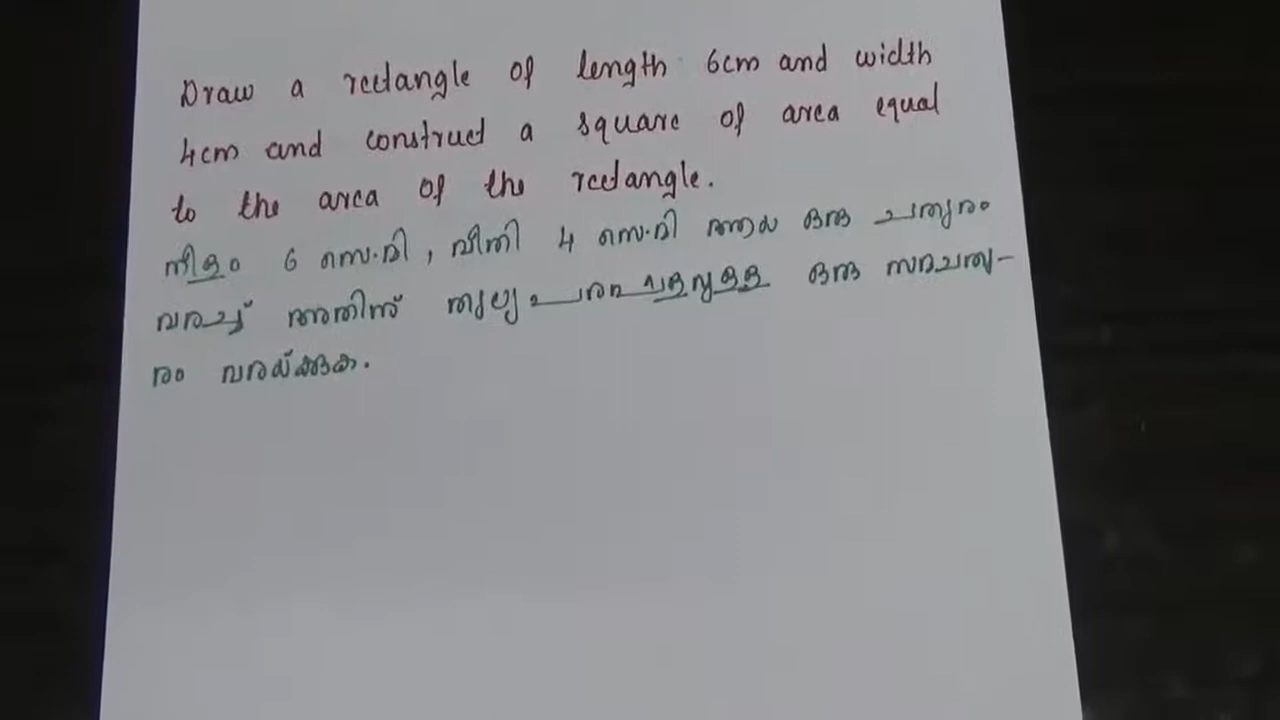 Draw a rectangle of length 6cm and width
4cm and construct a square of area equal
to the area of the rectangle.
നീളം 6 സെ.മീ, വീതി 4 സെ.മീ ആയ ഒരു ചതുരം
വരച്ച് അതിന് തുല്യ പരപ്പളവുള്ള ഒരു സമചതു-
രം വരയ്ക്കുക.